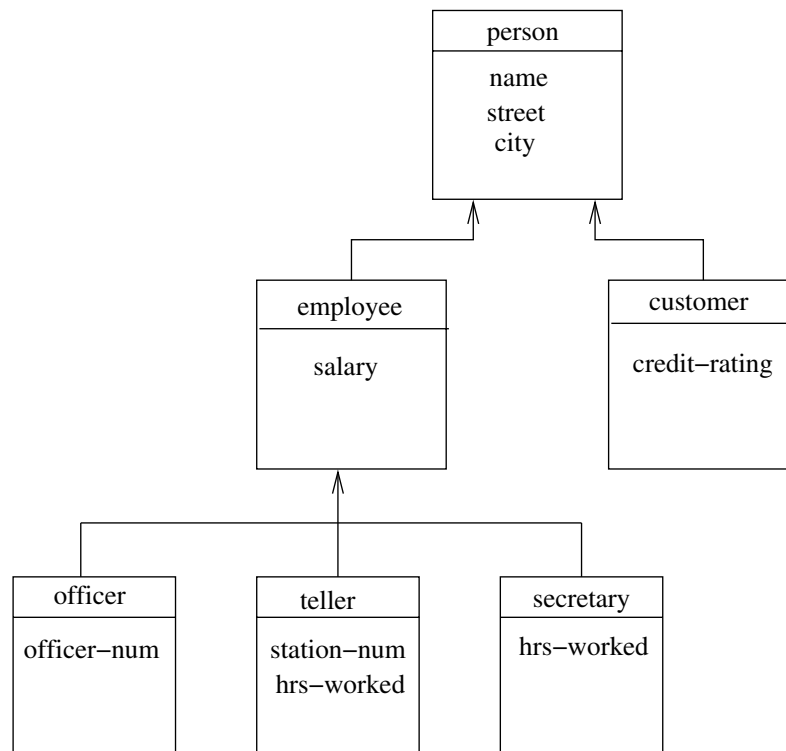 person
name
street
city
employee
salary
customer
credit−rating
officer
officer−num
teller
station−num
hrs−worked
secretary
hrs−worked